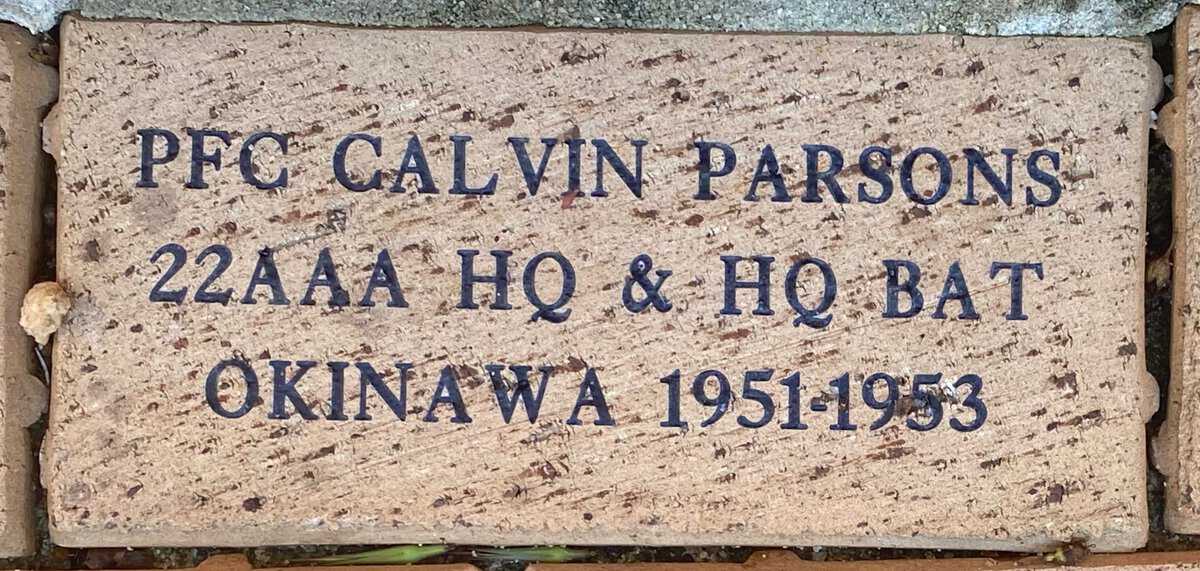 PFC CALVIN PARSONS
22AAA HQ & HQ BAT
OKINAWA 1951-1953